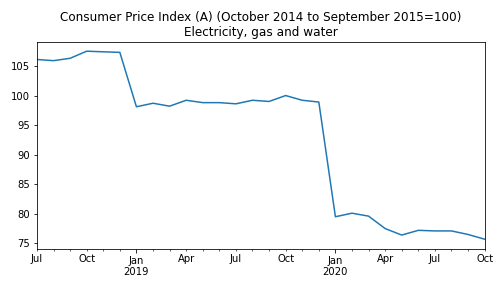 Consumer Price Index (A) (October 2014 to September 2015=100)
Electricity, gas and water
105
100
95
90
85
80
75
Jul
Oct
Jan
2019
Apr
Jul
Oct
Jan
2020
Apr
Jul
Oct